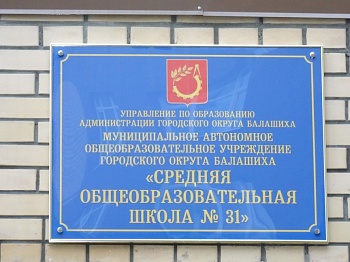 УПРАВЛЕНИЕ ПО ОБРАЗОВАНИЮ
АДМИНИСТРАЦИИ ГОРОДСКОГО ОКРУГА БАЛАШИХА
МУНИЦИПАЛЬНОЕ АВТОНОМНОЕ
ОБЩЕОБРАЗОВАТЕЛЬНОЕ УЧРЕЖДЕНИЕ
ГОРОДСКОГО ОКРУГА БАЛАШИХА
«СРЕДНЯЯ
ОБЩЕОБРАЗОВАТЕЛЬНАЯ
ШКОЛА № 31»